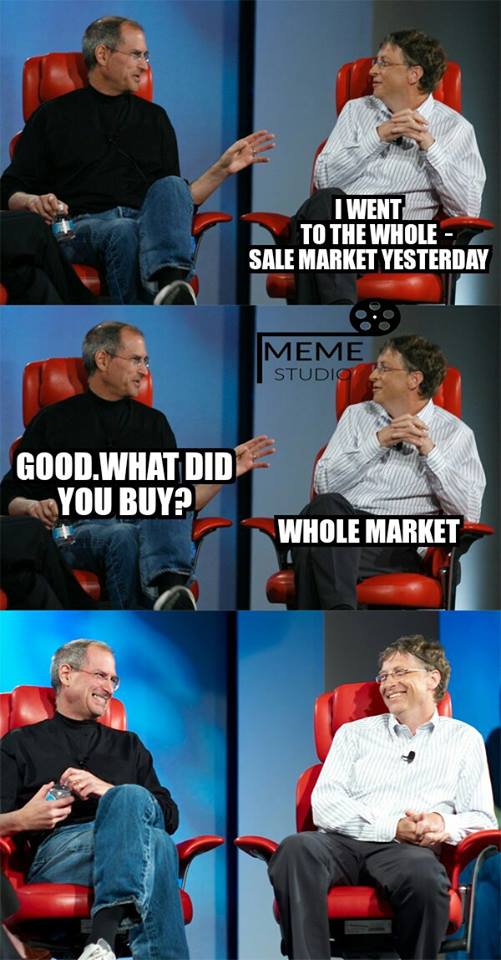 I WENT
TO THE WHOLE -
SALE MARKET YESTERDAY
MEME
STUDIO
GOOD.WHAT DID
YOU BUY?
WHOLE MARKET